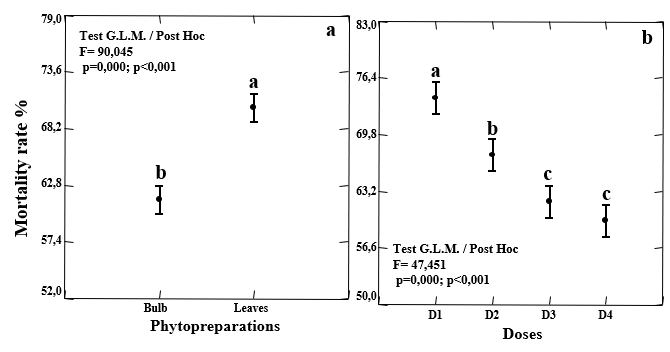 79,0
73,6
68,2
62,8
57,4
52,0
Mortality rate %
Test G.L.M. / Post Hoc
F= 90,045
p=0,000; p<0,001
a
a
b
Bulb Leaves
Phytopreparations
83,0
76,4
69,8
63,2
56,6
50,0
b
a
b
c
c
Test G.L.M. / Post Hoc
F= 47,451
p=0,000; p<0,001
D1 D2 D3 D4
Doses